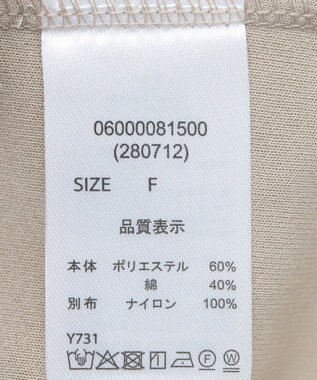 06000081500
(280712)
SIZE F
品質表示
本体 ポリエステル 60%
綿 40%
別布 ナイロン 100%
Y731
F W